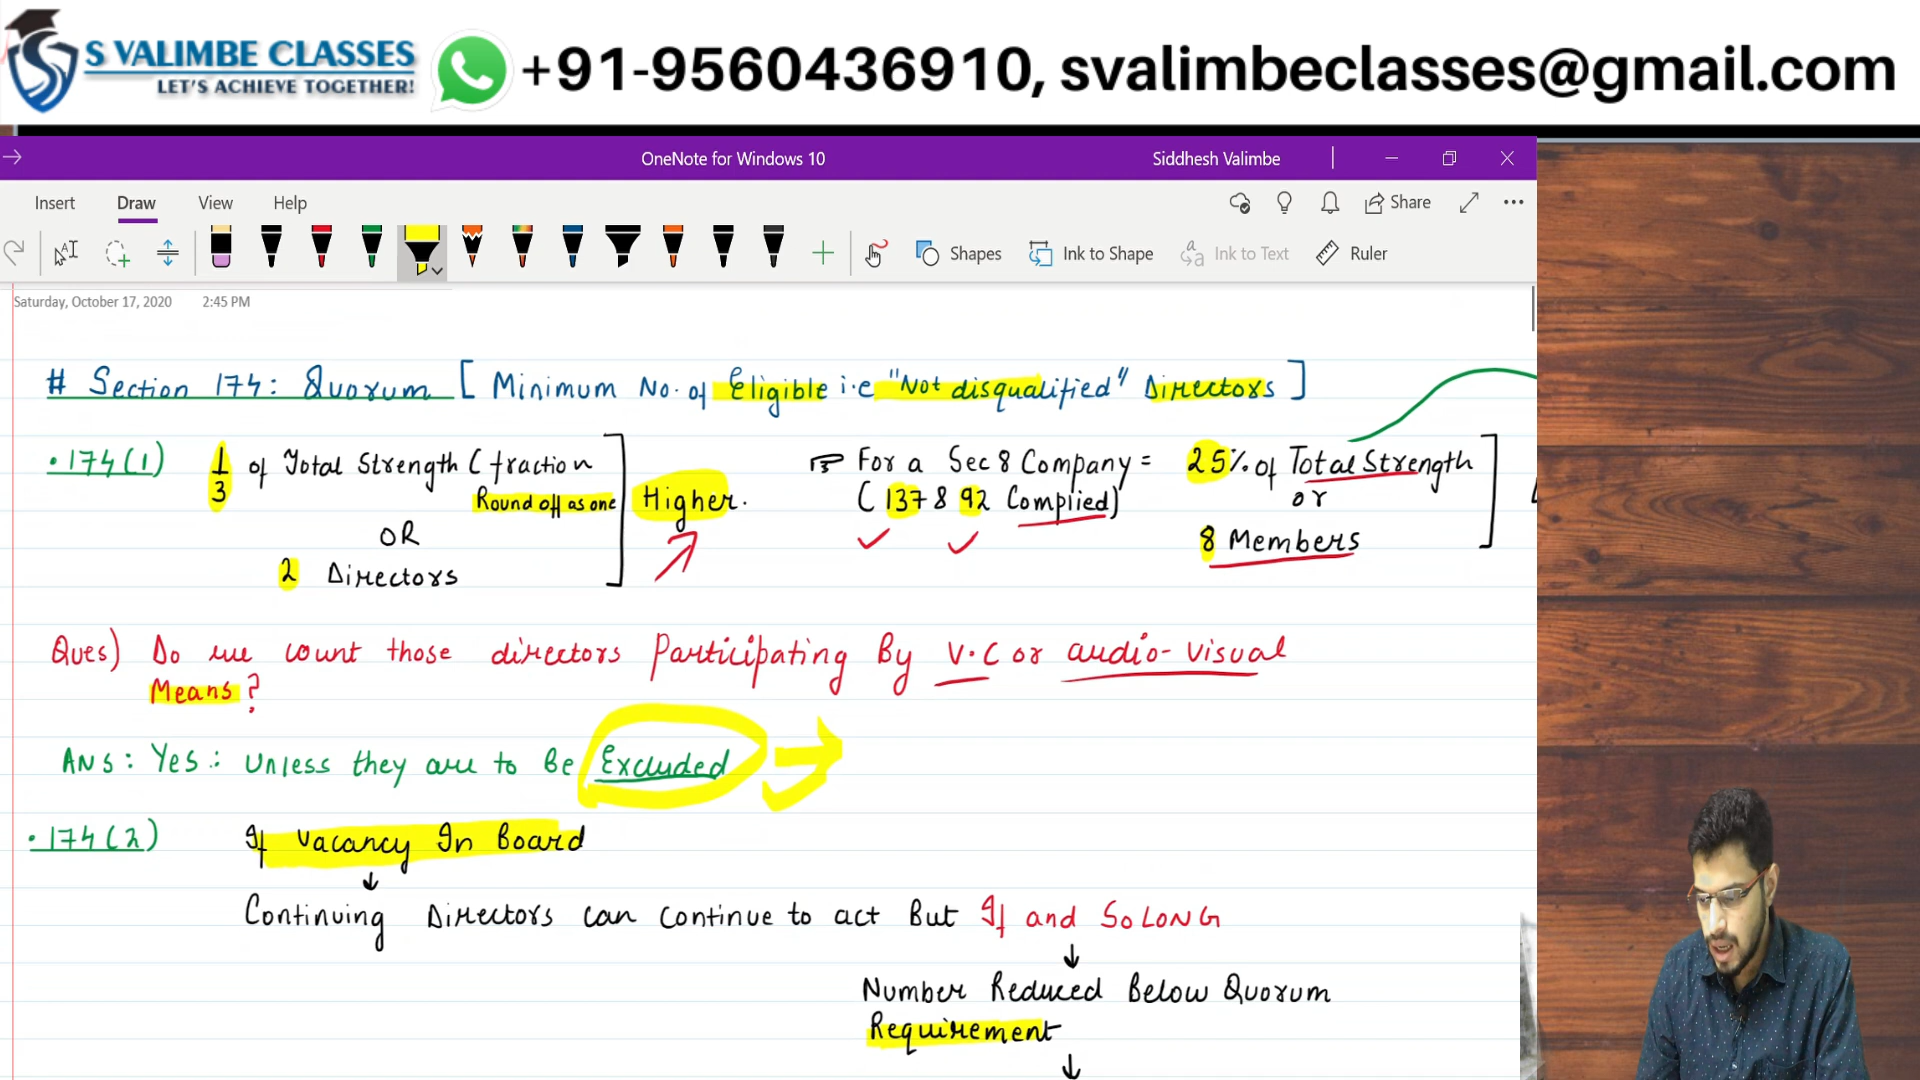 S VALIMBE CLASSES
LET'S ACHIEVE TOGETHER!
+91-9560436910, svalimbeclasses@gmail.com
OneNote for Windows 10
Siddhesh Valimbe
Insert Draw View Help
Share
Shapes Ink to Shape Ink to Text Ruler
Saturday, October 17, 2020 2:45 PM
# Section 174: Quorum [ Minimum No. of Eligible i.e "Not disqualified" Directors ]
• 174(1) 1/3 of Total Strength ( fraction
Round off as one
OR
2 Directors
Higher.
For a Sec 8 Company = 25% of Total Strength
( 137 & 92 Complied) or
8 Members
Ques) Do we count those directors Participating By V.C or audio-visual
Means?
Ans: Yes: Unless they are to Be Excluded
• 174(2) If Vacancy In Board
Continuing Directors can continue to act But If and SO LONG
Number Reduced Below Quorum
Requirement